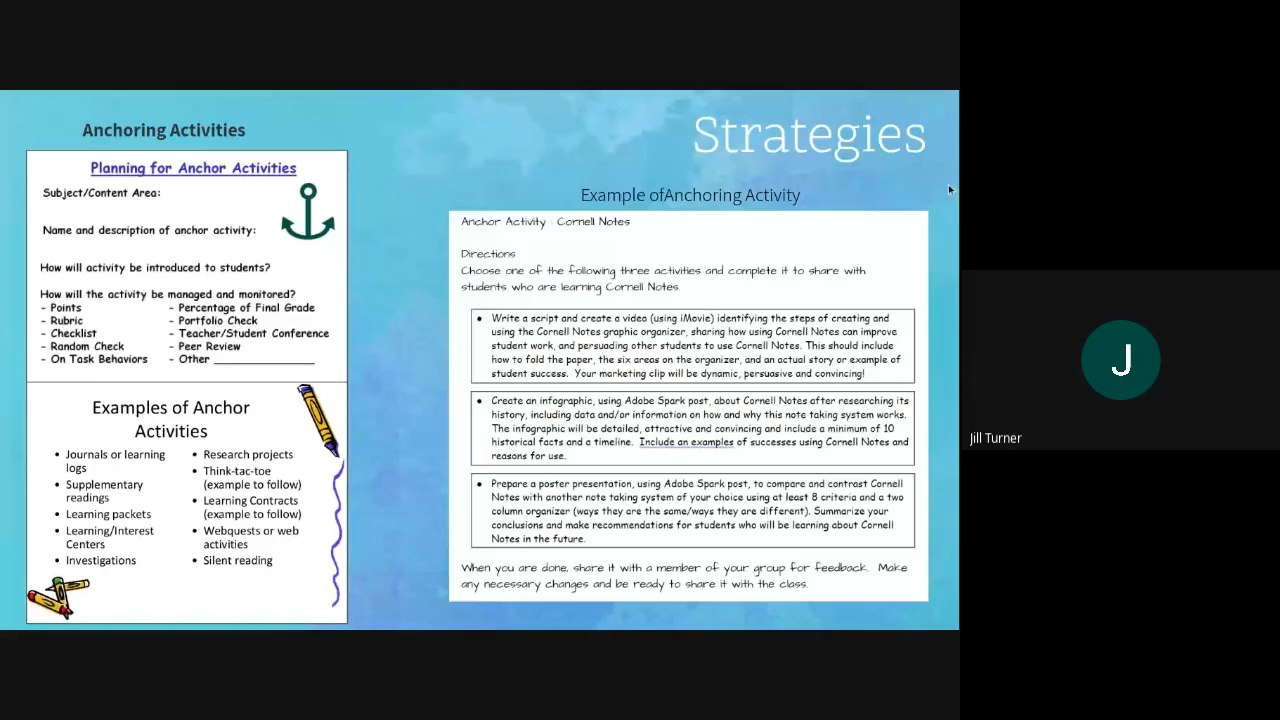 Anchoring Activities
Planning for Anchor Activities
Subject/Content Area:
Name and description of anchor activity:
How will activity be introduced to students?
How will the activity be managed and monitored?
- Points
- Rubric
- Checklist
- Random Check
- On Task Behaviors
- Percentage of Final Grade
- Portfolio Check
- Teacher/Student Conference
- Peer Review
- Other _______________
Examples of Anchor
Activities
• Journals or learning
logs
• Supplementary
readings
• Learning packets
• Learning/Interest
Centers
• Investigations
• Research projects
• Think-tac-toe
(example to follow)
• Learning Contracts
(example to follow)
• Webquests or web
activities
• Silent reading
Strategies
Example ofAnchoring Activity
Anchor Activity : Cornell Notes
Directions
Choose one of the following three activities and complete it to share with
students who are learning Cornell Notes.
• Write a script and create a video (using iMovie) identifying the steps of creating and
using the Cornell Notes graphic organizer, sharing how using Cornell Notes can improve
student work, and persuading other students to use Cornell Notes. This should include
how to fold the paper, the six areas on the organizer, and an actual story or example of
student success. Your marketing clip will be dynamic, persuasive and convincing!
• Create an infographic, using Adobe Spark post, about Cornell Notes after researching its
history, including data and/or information on how and why this note taking system works.
The infographic will be detailed, attractive and convincing and include a minimum of 10
historical facts and a timeline. Include an examples of successes using Cornell Notes and
reasons for use.
• Prepare a poster presentation, using Adobe Spark post, to compare and contrast Cornell
Notes with another note taking system of your choice using at least 8 criteria and a two
column organizer (ways they are the same/ways they are different). Summarize your
conclusions and make recommendations for students who will be learning about Cornell
Notes in the future.
When you are done, share it with a member of your group for feedback. Make
any necessary changes and be ready to share it with the class.
J
Jill Turner